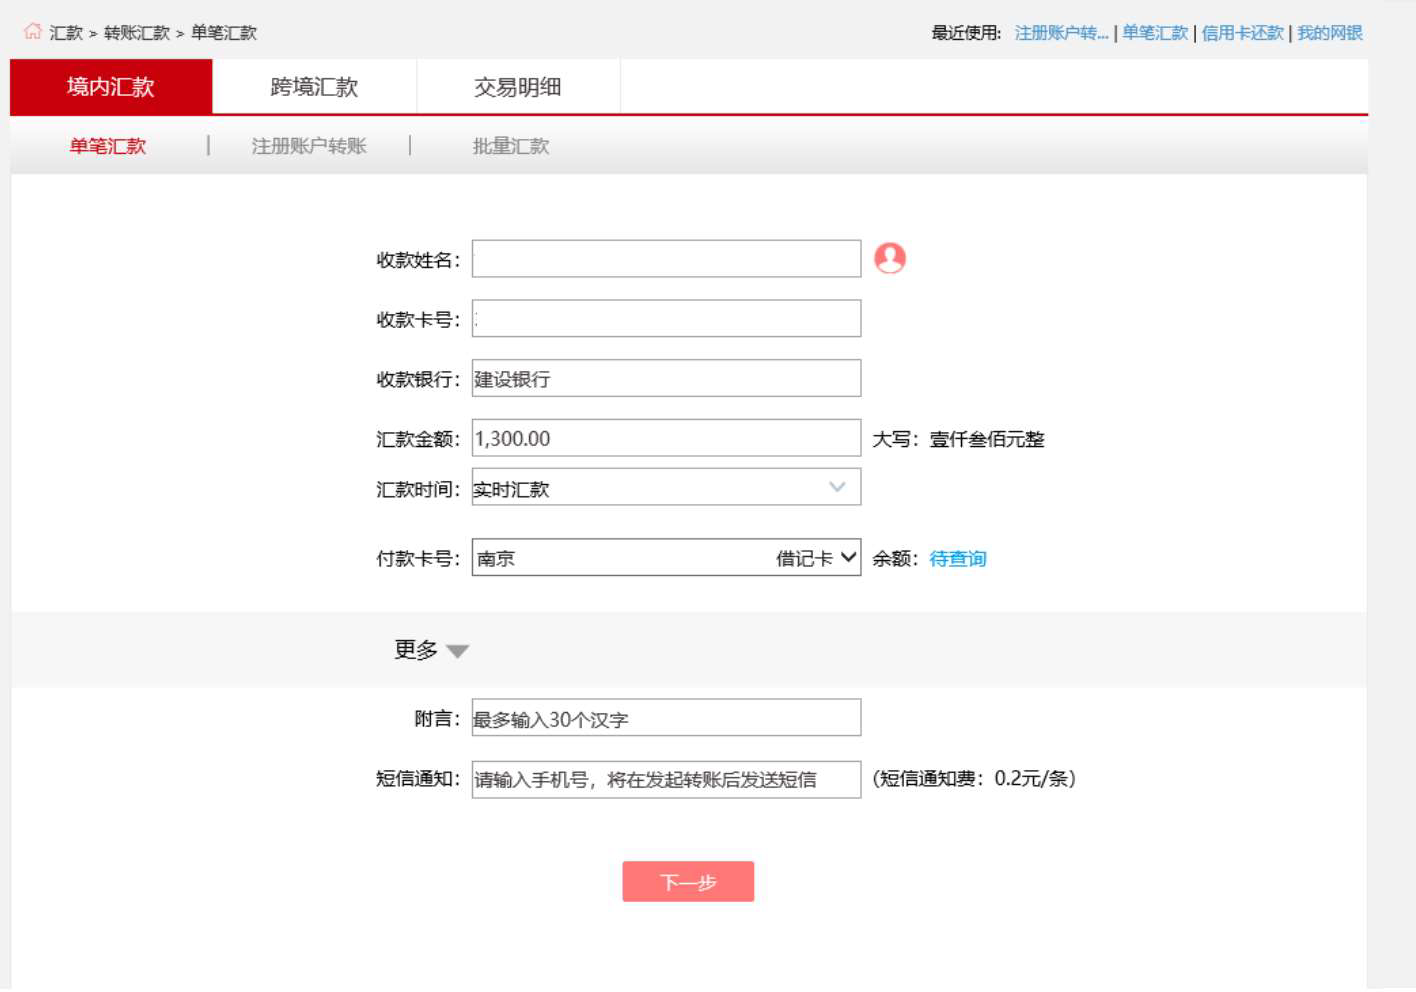 汇款 > 转账汇款 > 单笔汇款
最近使用: 注册账户转... | 单笔汇款 | 信用卡还款 | 我的网银
境内汇款 跨境汇款 交易明细
单笔汇款 | 注册账户转账 | 批量汇款
收款姓名:
收款卡号:
收款银行: 建设银行
汇款金额: 1,300.00 大写: 壹仟叁佰元整
汇款时间: 实时汇款
付款卡号: 南京 借记卡 余额: 待查询
更多
附言: 最多输入30个汉字
短信通知: 请输入手机号，将在发起转账后发送短信 (短信通知费: 0.2元/条)
下一步